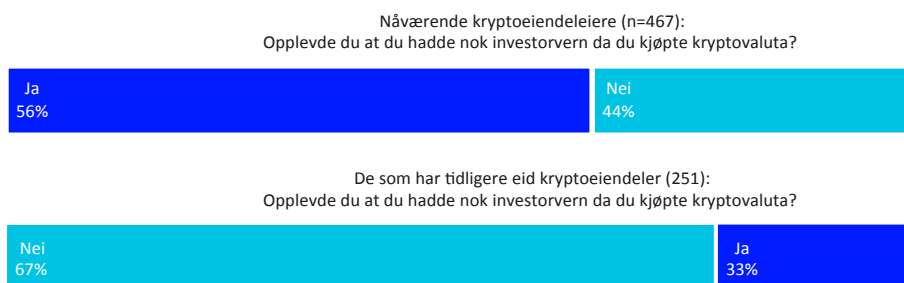 Nåværende kryptoeiendeleiere (n=467):
Opplevde du at du hadde nok investorvern da du kjøpte kryptovaluta?
Ja
56%
Nei
44%
De som har tidligere eid kryptoeiendeler (251):
Opplevde du at du hadde nok investorvern da du kjøpte kryptovaluta?
Nei
67%
Ja
33%